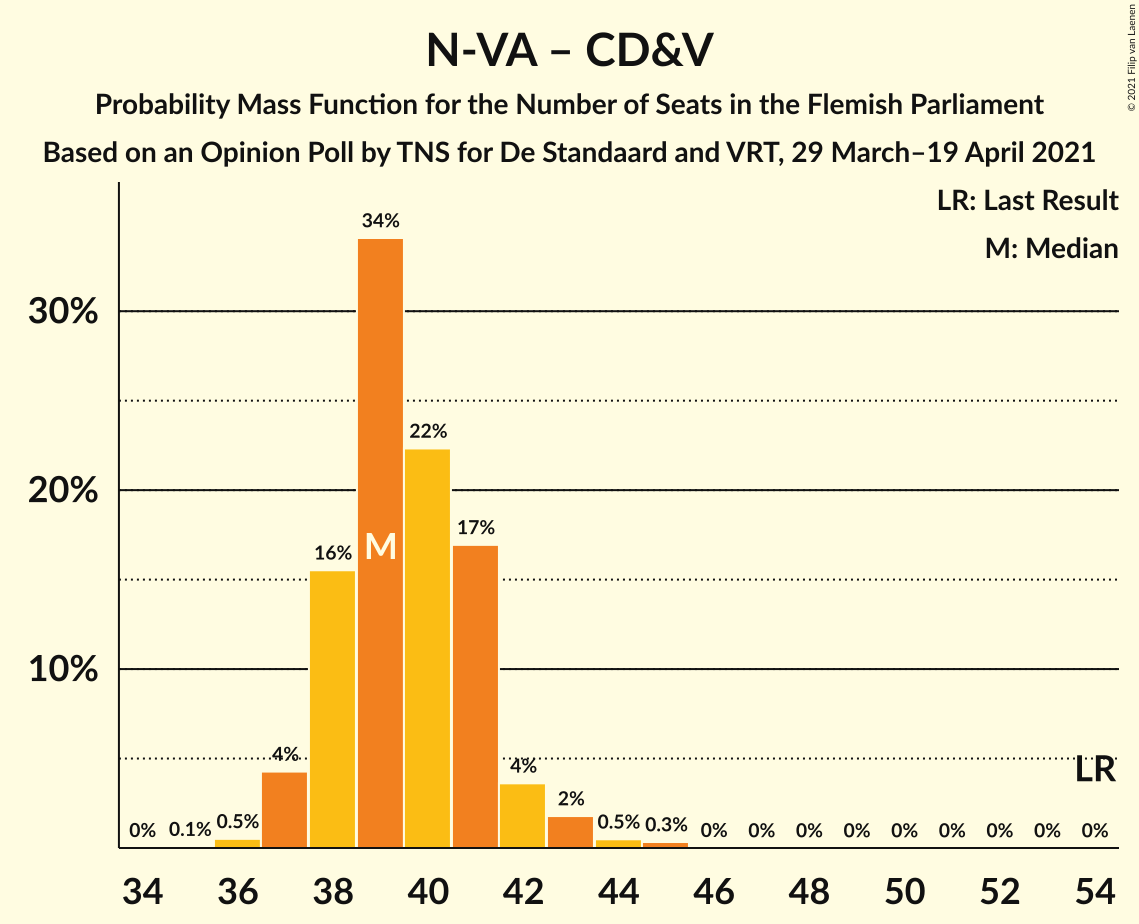 N-VA – CD&V
Probability Mass Function for the Number of Seats in the Flemish Parliament
Based on an Opinion Poll by TNS for De Standaard and VRT, 29 March–19 April 2021
© 2021 Filip van Laenen
LR: Last Result
M: Median
34%
30%
22%
20%
17%
16%
M
10%
4%
4%
LR
2%
0% 0.1% 0.5% 0.5% 0.3% 0% 0% 0% 0% 0% 0% 0% 0% 0%
34 36 38 40 42 44 46 48 50 52 54